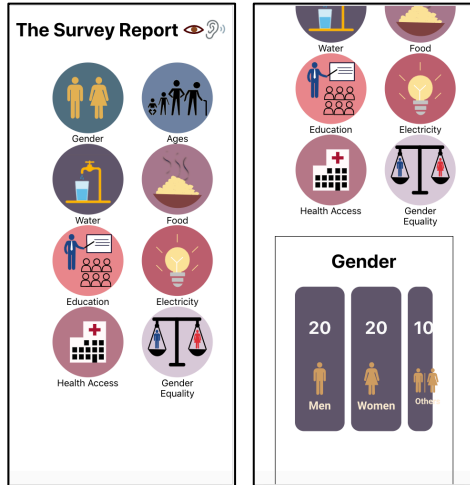 The Survey Report
Gender
Ages
Water
Food
Education
Electricity
Health Access
Gender
Equality
Water
Food
Education
Electricity
Health Access
Gender
Equality
Gender
20
20
10
Men
Women
Others